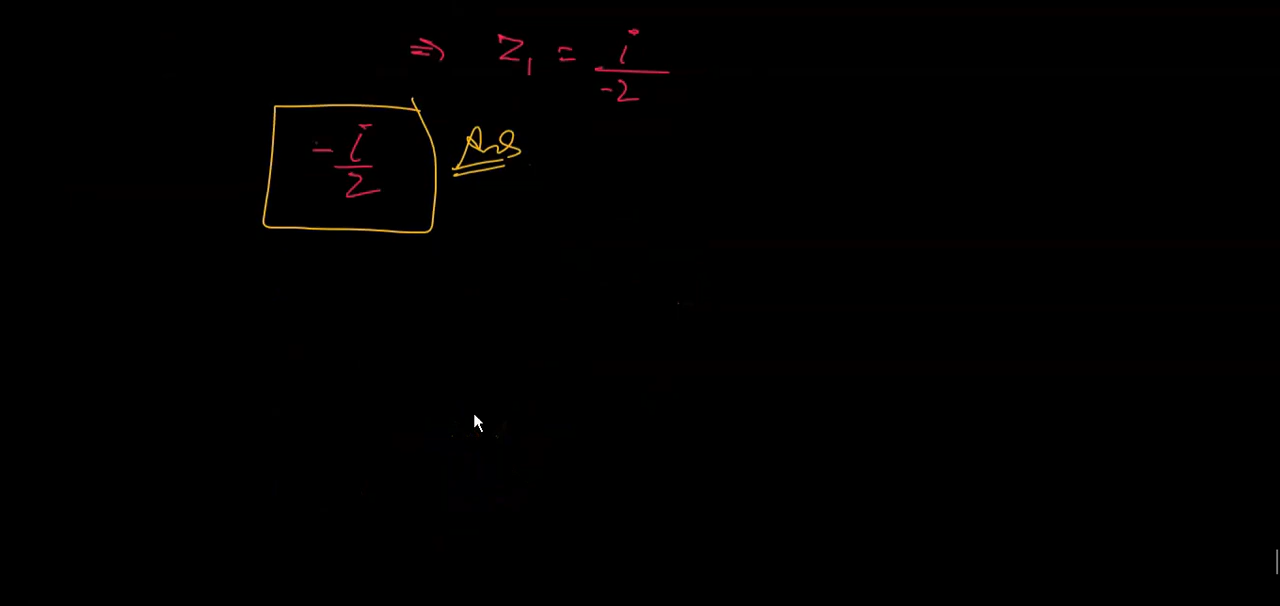 ⇒ z₁ = i/-2
-i/2 Ans